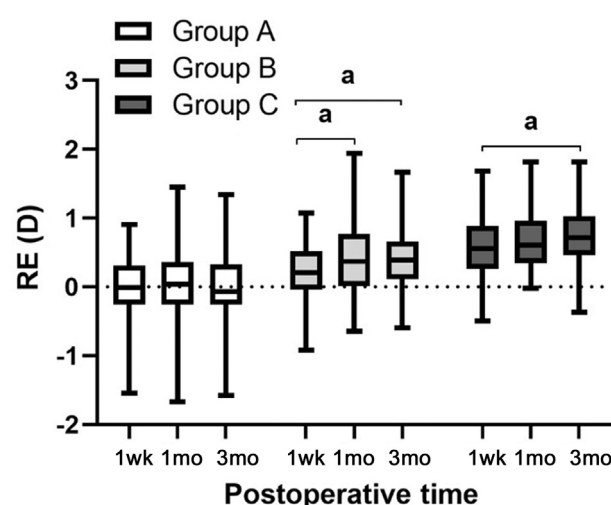 Group A
Group B
Group C
a
a
a
3
2
1
0
-1
-2
RE (D)
1wk 1mo 3mo 1wk 1mo 3mo 1wk 1mo 3mo
Postoperative time